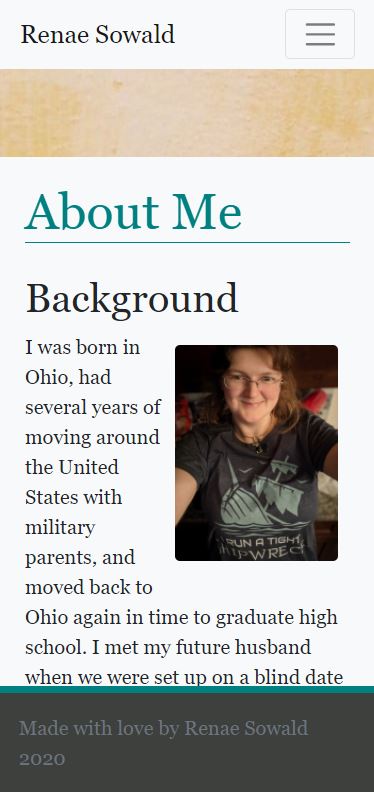 Renae Sowald
About Me
Background
I was born in
Ohio, had
several years of
moving around
the United
States with
military
parents, and
moved back to
Ohio again in time to graduate high
school. I met my future husband
when we were set up on a blind date
I RUN A TIGHT
SHIPWRECK
Made with love by Renae Sowald
2020